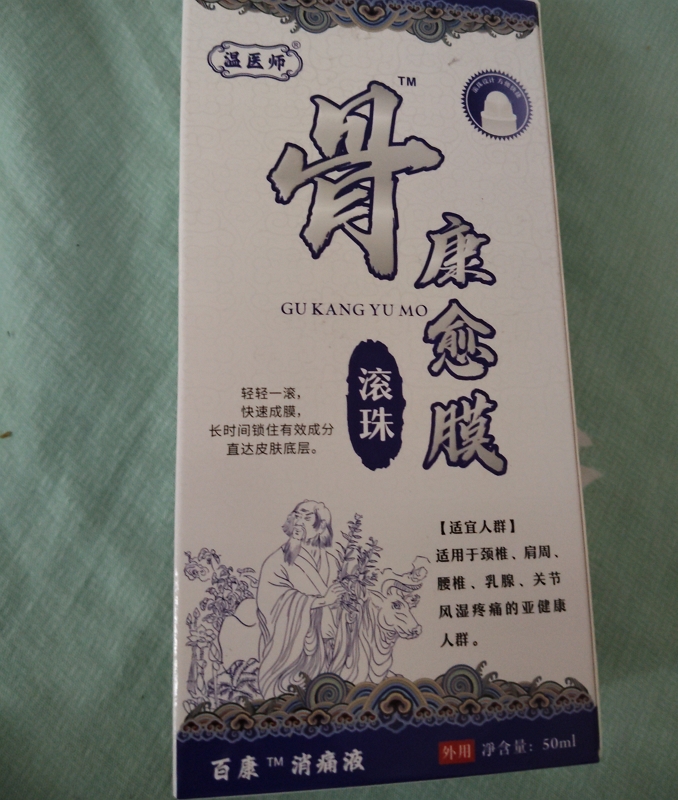 温医师®
TM
骨
康愈膜
GU KANG YU MO
滚珠
轻轻一滚，
快速成膜，
长时间锁住有效成分
直达皮肤底层。
【适宜人群】
适用于颈椎、肩周、
腰椎、乳腺、关节
风湿疼痛的亚健康
人群。
百康™消痛液
外用 净含量：50ml